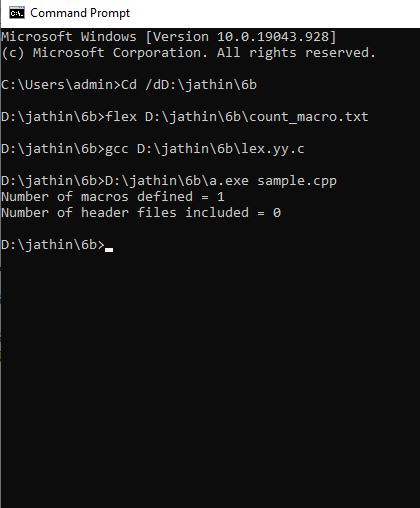 Command Prompt
Microsoft Windows [Version 10.0.19043.928]
(c) Microsoft Corporation. All rights reserved.
C:\Users\admin>Cd /dD:\jathin\6b
D:\jathin\6b>flex D:\jathin\6b\count_macro.txt
D:\jathin\6b>gcc D:\jathin\6b\lex.yy.c
D:\jathin\6b>D:\jathin\6b\a.exe sample.cpp
Number of macros defined = 1
Number of header files included = 0
D:\jathin\6b>